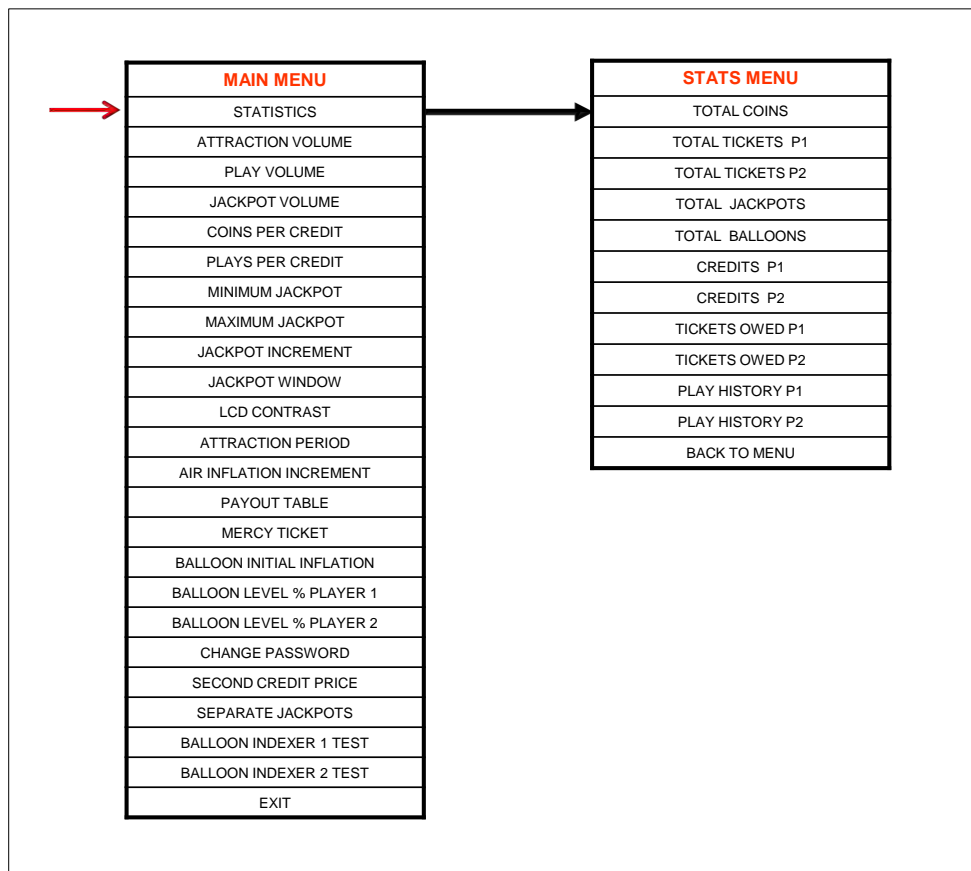 MAIN MENU
STATISTICS
ATTRACTION VOLUME
PLAY VOLUME
JACKPOT VOLUME
COINS PER CREDIT
PLAYS PER CREDIT
MINIMUM JACKPOT
MAXIMUM JACKPOT
JACKPOT INCREMENT
JACKPOT WINDOW
LCD CONTRAST
ATTRACTION PERIOD
AIR INFLATION INCREMENT
PAYOUT TABLE
MERCY TICKET
BALLOON INITIAL INFLATION
BALLOON LEVEL % PLAYER 1
BALLOON LEVEL % PLAYER 2
CHANGE PASSWORD
SECOND CREDIT PRICE
SEPARATE JACKPOTS
BALLOON INDEXER 1 TEST
BALLOON INDEXER 2 TEST
EXIT
STATS MENU
TOTAL COINS
TOTAL TICKETS P1
TOTAL TICKETS P2
TOTAL JACKPOTS
TOTAL BALLOONS
CREDITS P1
CREDITS P2
TICKETS OWED P1
TICKETS OWED P2
PLAY HISTORY P1
PLAY HISTORY P2
BACK TO MENU